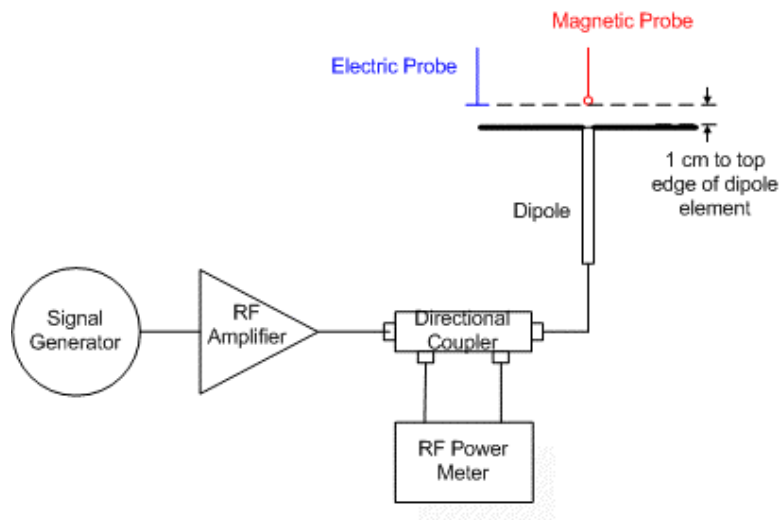 Magnetic Probe
Electric Probe
1 cm to top
edge of dipole
element
Dipole
Signal
Generator
RF
Amplifier
Directional
Coupler
RF Power
Meter